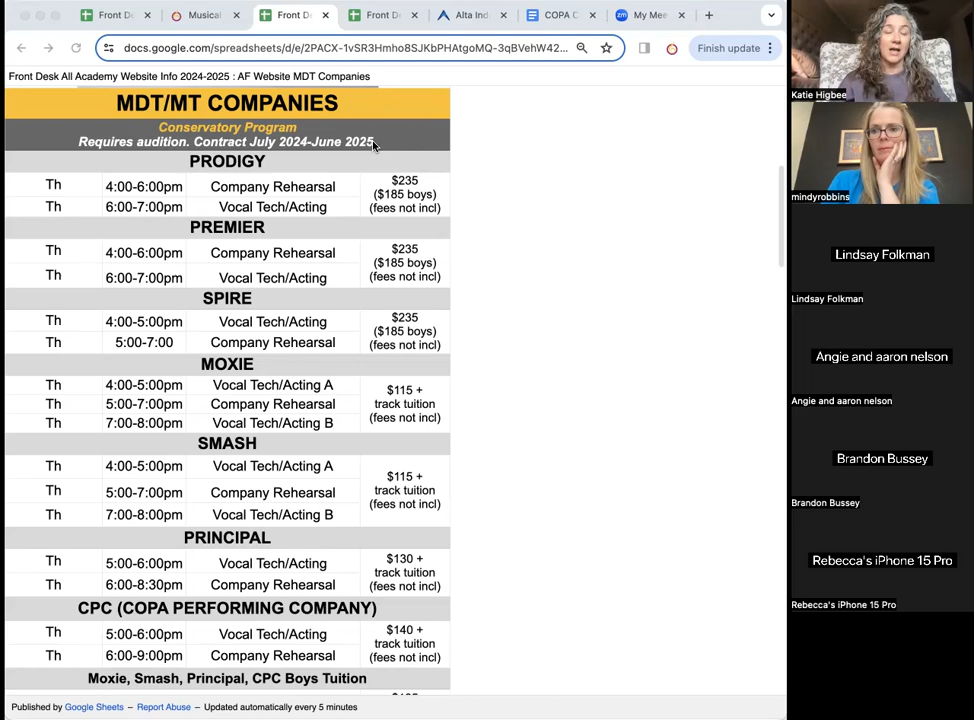 Front De
Musical
Front D
Front De
Alta Ind
COPA C
My Mee
docs.google.com/spreadsheets/d/e/2PACX-1vSR3Hmho8SJKbPHAtgoMQ-3qBVehW42...
Finish update
Front Desk All Academy Website Info 2024-2025 : AF Website MDT Companies
MDT/MT COMPANIES
Conservatory Program
Requires audition. Contract July 2024-June 2025
PRODIGY
Th 4:00-6:00pm Company Rehearsal
Th 6:00-7:00pm Vocal Tech/Acting
$235
($185 boys)
(fees not incl)
PREMIER
Th 4:00-6:00pm Company Rehearsal
Th 6:00-7:00pm Vocal Tech/Acting
$235
($185 boys)
(fees not incl)
SPIRE
Th 4:00-5:00pm Vocal Tech/Acting
Th 5:00-7:00 Company Rehearsal
$235
($185 boys)
(fees not incl)
MOXIE
Th 4:00-5:00pm Vocal Tech/Acting A
Th 5:00-7:00pm Company Rehearsal
Th 7:00-8:00pm Vocal Tech/Acting B
$115 +
track tuition
(fees not incl)
SMASH
Th 4:00-5:00pm Vocal Tech/Acting A
Th 5:00-7:00pm Company Rehearsal
Th 7:00-8:00pm Vocal Tech/Acting B
$115 +
track tuition
(fees not incl)
PRINCIPAL
Th 5:00-6:00pm Vocal Tech/Acting
Th 6:00-8:30pm Company Rehearsal
$130 +
track tuition
(fees not incl)
CPC (COPA PERFORMING COMPANY)
Th 5:00-6:00pm Vocal Tech/Acting
Th 6:00-9:00pm Company Rehearsal
$140 +
track tuition
(fees not incl)
Moxie, Smash, Principal, CPC Boys Tuition
Published by Google Sheets – Report Abuse – Updated automatically every 5 minutes
Katie Higbee
mindyrobbins
Lindsay Folkman
Lindsay Folkman
Angie and aaron nelson
Angie and aaron nelson
Brandon Bussey
Brandon Bussey
Rebecca's iPhone 15 Pro
Rebecca's iPhone 15 Pro